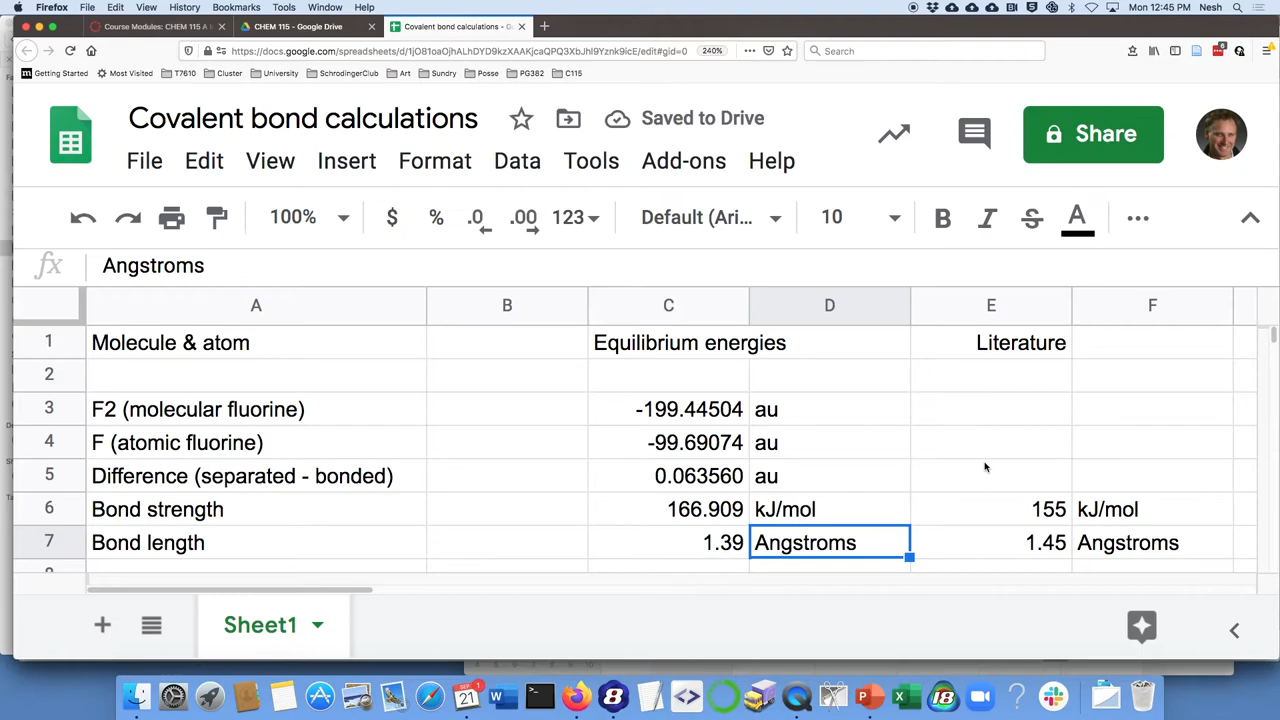 Firefox File Edit View History Bookmarks Tools Window Help Mon 12:45 PM Nesh
Course Modules: CHEM 115 A CHEM 115 - Google Drive Covalent bond calculations - G
https://docs.google.com/spreadsheets/d/1jO81oaOjhALhDYD9kzXAAKjcaQPQ3XbJhl9Yznk9icE/edit#gid=0 240% Search
Getting Started Most Visited T7610 Cluster University SchrodingerClub Art Sundry Posse PG382 C115
Covalent bond calculations Saved to Drive Share
File Edit View Insert Format Data Tools Add-ons Help
100% $ % .0 .00 123 Default (Ari... 10 B I S A
fx Angstroms
A B C D E F
1 Molecule & atom Equilibrium energies Literature
2
3 F2 (molecular fluorine) -199.44504 au
4 F (atomic fluorine) -99.69074 au
5 Difference (separated - bonded) 0.063560 au
6 Bond strength 166.909 kJ/mol 155 kJ/mol
7 Bond length 1.39 Angstroms 1.45 Angstroms
Sheet1